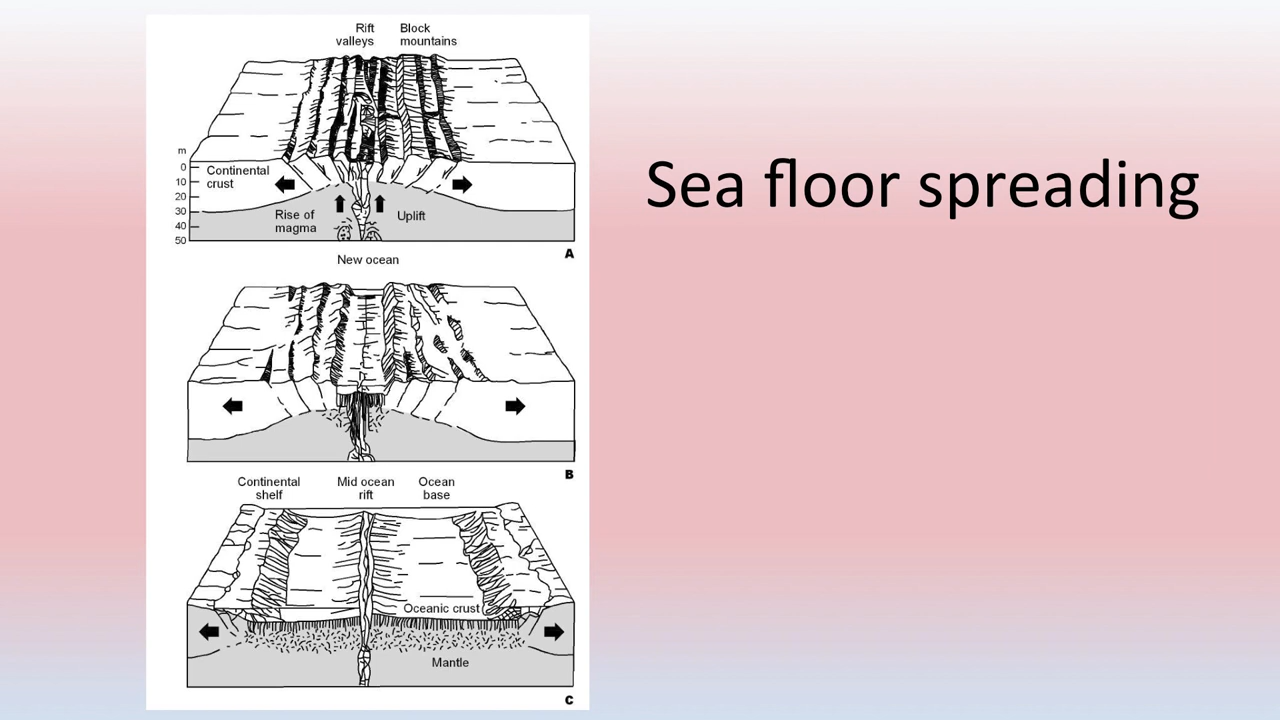 Rift
valleys
Block
mountains
m
0
10
20
30
40
50
Continental
crust
Rise of
magma
Uplift
A
New ocean
B
Continental
shelf
Mid ocean
rift
Ocean
base
Oceanic crust
Mantle
C
Sea floor spreading